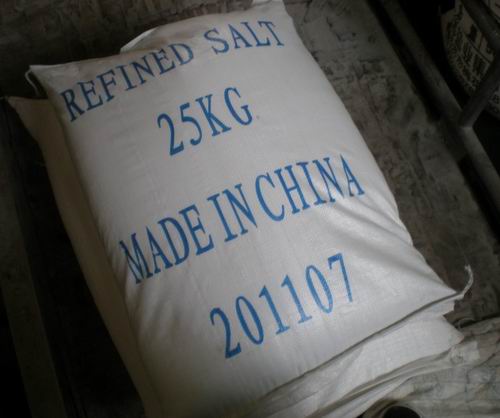 REFINED SALT
25KG
MADE IN CHINA
201107